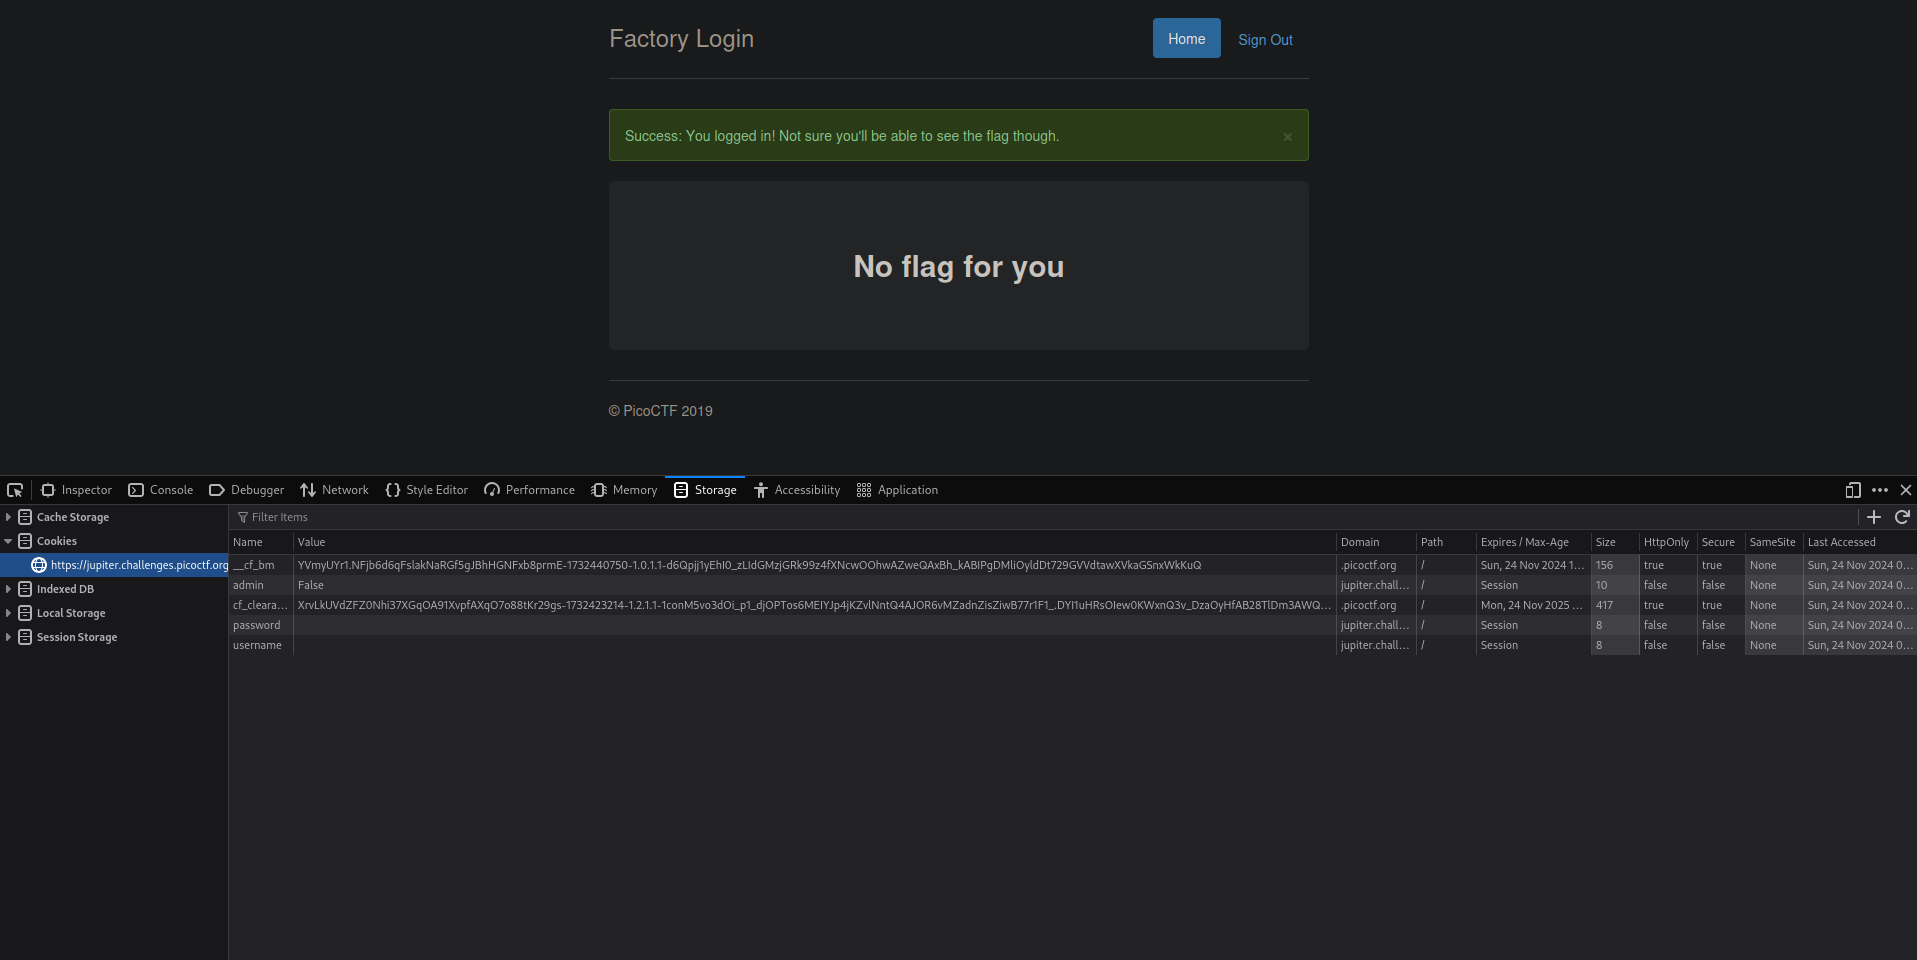 Factory Login
Home Sign Out
Success: You logged in! Not sure you'll be able to see the flag though. ×
No flag for you
© PicoCTF 2019
Inspector Console Debugger Network Style Editor Performance Memory Storage Accessibility Application
Cache Storage
Cookies
https://jupiter.challenges.picoctf.org
Indexed DB
Local Storage
Session Storage
Filter Items
Name Value Domain Path Expires / Max-Age Size HttpOnly Secure SameSite Last Accessed
__cf_bm YVmyUYr1.NFjb6d6qFslakNaRGf5gJBhHGNFxb8prmE-1732440750-1.0.1.1-d6Qpjj1yEhI0_zLIdGMzjGRk99z4fXNcwOOhwAZweQAxBh_kABIPgDMliOyldDt729GVVdtawXVkaGSnxWkKuQ .picoctf.org / Sun, 24 Nov 2024 1... 156 true true None Sun, 24 Nov 2024 0...
admin False jupiter.chall... / Session 10 false false None Sun, 24 Nov 2024 0...
cf_cleara... XrvLkUVdZFZ0Nhi37XGqOA91XvpfAXqO7o88tKr29gs-1732423214-1.2.1.1-1conM5vo3dOi_p1_djOPTos6MEIYJp4jKZvlNntQ4AJOR6vMZadnZisZiwB77r1F1_.DYI1uHRsOIew0KWxnQ3v_DzaOyHfAB28TlDm3AWQ... .picoctf.org / Mon, 24 Nov 2025 ... 417 true true None Sun, 24 Nov 2024 0...
password jupiter.chall... / Session 8 false false None Sun, 24 Nov 2024 0...
username jupiter.chall... / Session 8 false false None Sun, 24 Nov 2024 0...